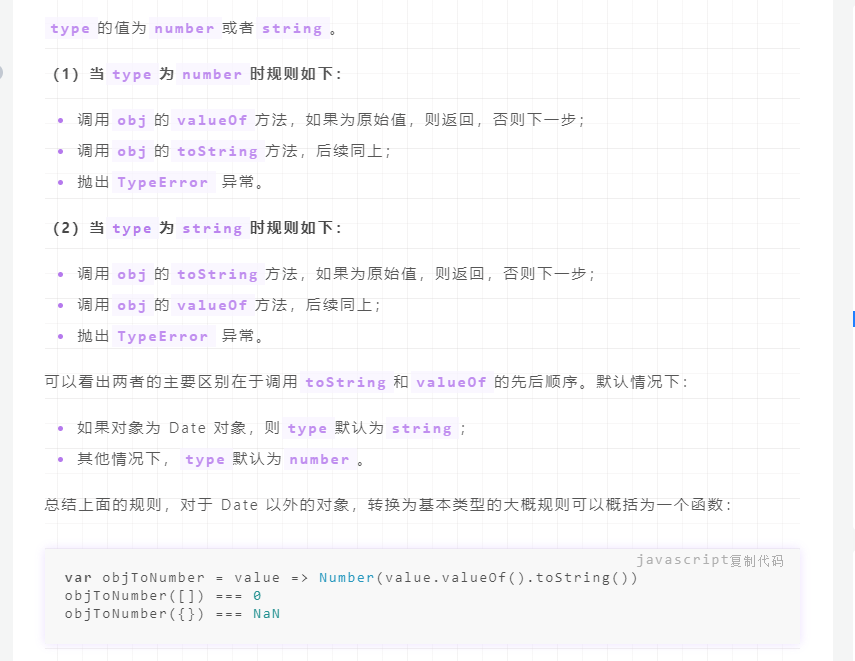 type 的值为 number 或者 string 。
（1）当 type 为 number 时规则如下：
调用 obj 的 valueOf 方法，如果为原始值，则返回，否则下一步；
调用 obj 的 toString 方法，后续同上；
抛出 TypeError 异常。
（2）当 type 为 string 时规则如下：
调用 obj 的 toString 方法，如果为原始值，则返回，否则下一步；
调用 obj 的 valueOf 方法，后续同上；
抛出 TypeError 异常。
可以看出两者的主要区别在于调用 toString 和 valueOf 的先后顺序。默认情况下：
如果对象为 Date 对象，则 type 默认为 string ；
其他情况下， type 默认为 number 。
总结上面的规则，对于 Date 以外的对象，转换为基本类型的大概规则可以概括为一个函数：
javascript复制代码
var objToNumber = value => Number(value.valueOf().toString())
objToNumber([]) === 0
objToNumber({}) === NaN